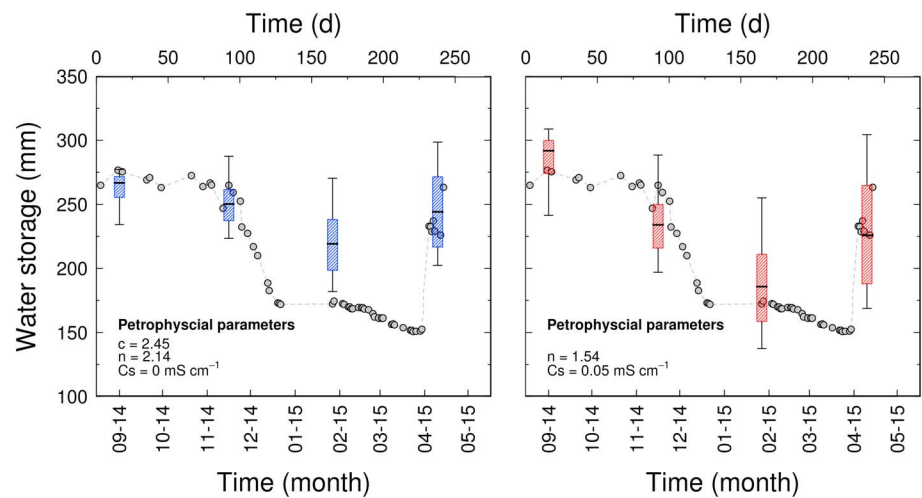 Time (d)
0 50 100 150 200 250
Time (d)
0 50 100 150 200 250
Water storage (mm)
350
300
250
200
150
100
Petrophyscial parameters
c = 2.45
n = 2.14
Cs = 0 mS cm⁻¹
Petrophyscial parameters
n = 1.54
Cs = 0.05 mS cm⁻¹
09-14 10-14 11-14 12-14 01-15 02-15 03-15 04-15 05-15
09-14 10-14 11-14 12-14 01-15 02-15 03-15 04-15 05-15
Time (month)
Time (month)